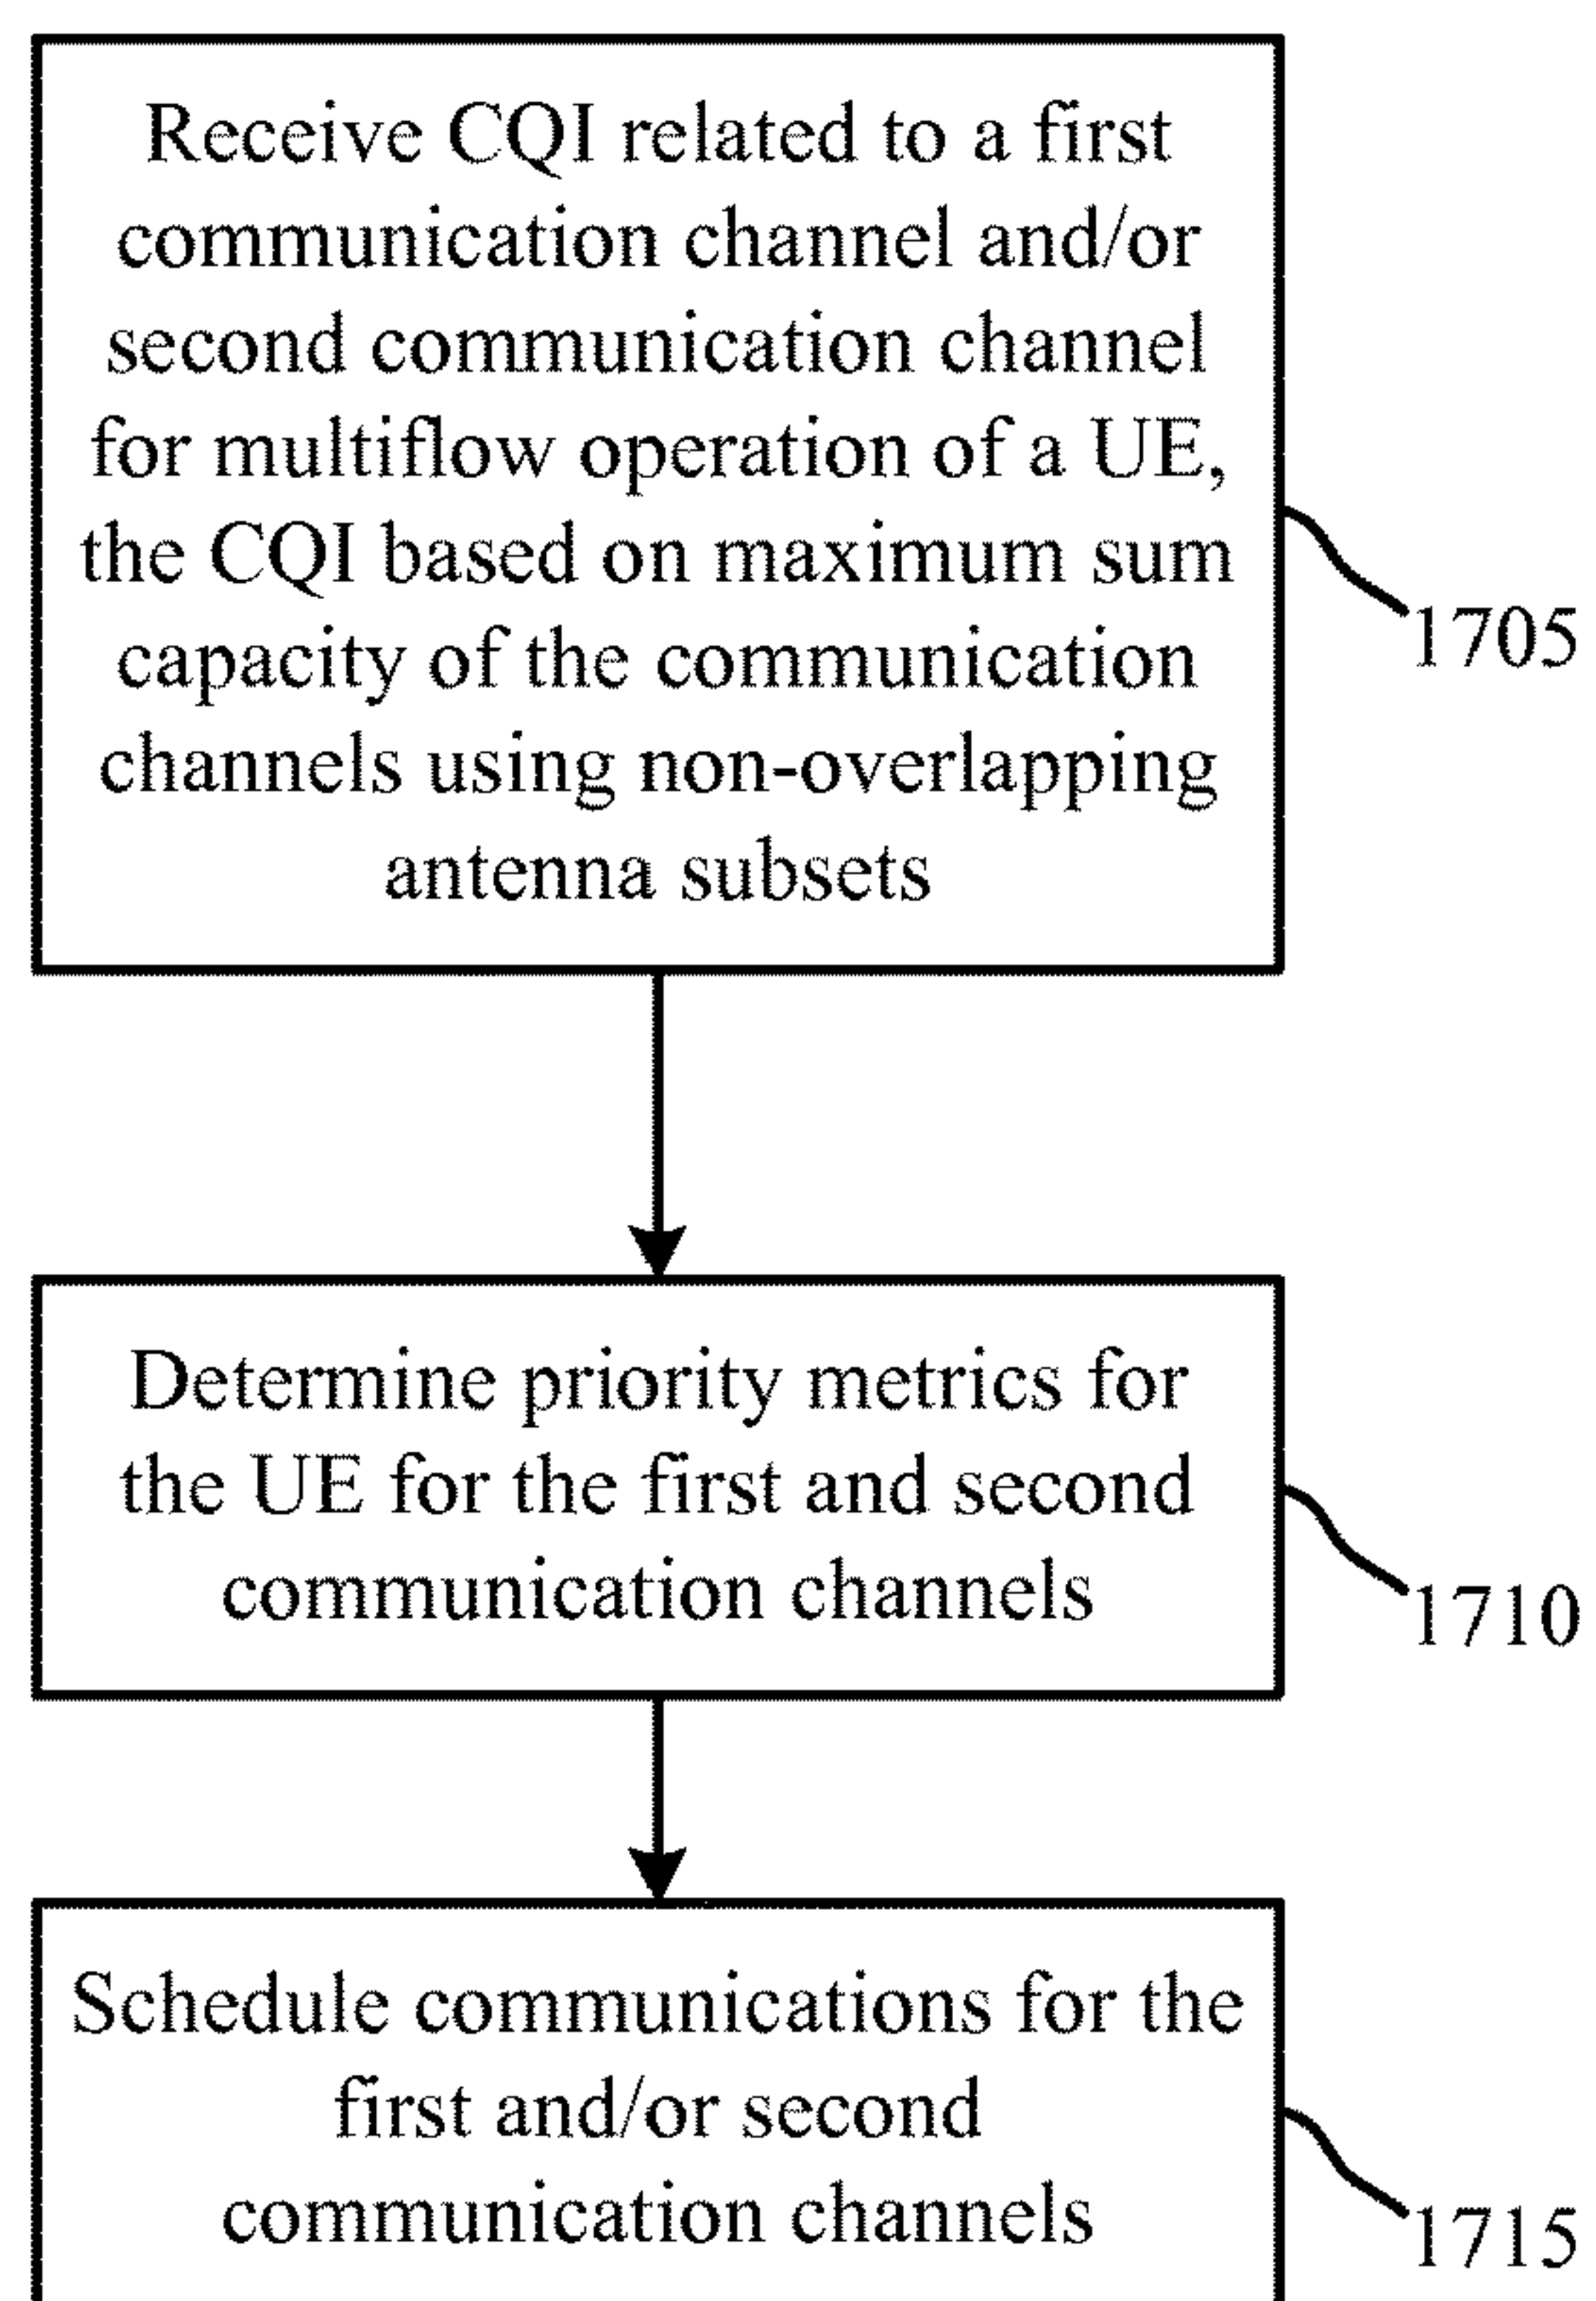 Receive CQI related to a first
communication channel and/or
second communication channel
for multiflow operation of a UE,
the CQI based on maximum sum
capacity of the communication
channels using non-overlapping
antenna subsets
1705
Determine priority metrics for
the UE for the first and second
communication channels
1710
Schedule communications for the
first and/or second
communication channels
1715